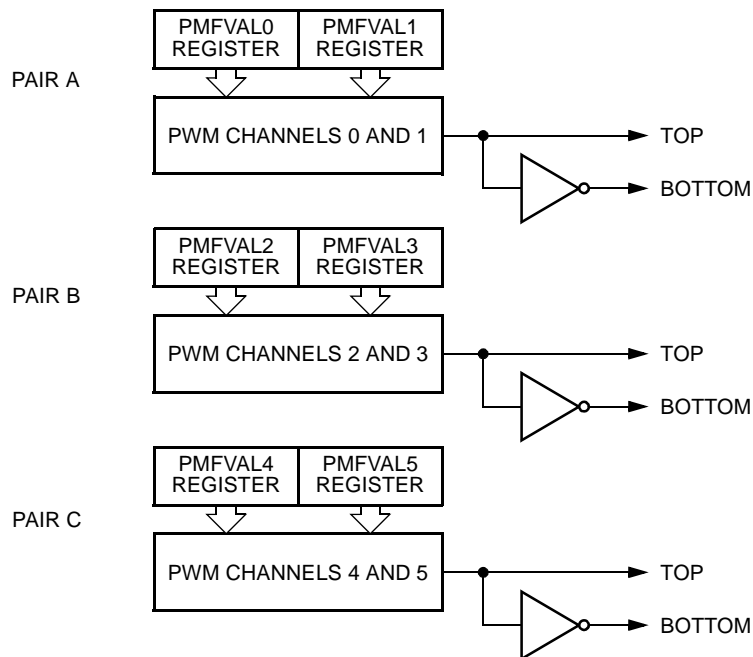 PMFVAL0 PMFVAL1
REGISTER REGISTER
PAIR A
PWM CHANNELS 0 AND 1
TOP
BOTTOM
PMFVAL2 PMFVAL3
REGISTER REGISTER
PAIR B
PWM CHANNELS 2 AND 3
TOP
BOTTOM
PMFVAL4 PMFVAL5
REGISTER REGISTER
PAIR C
PWM CHANNELS 4 AND 5
TOP
BOTTOM